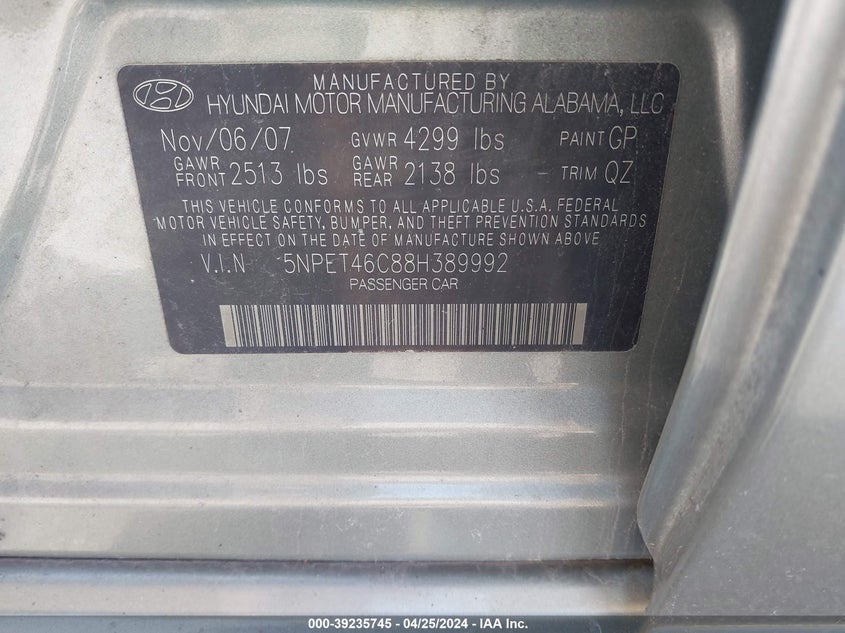 MANUFACTURED BY
HYUNDAI MOTOR MANUFACTURING ALABAMA, LLC
Nov/06/07 GVWR 4299 lbs PAINT GP
GAWR FRONT 2513 lbs GAWR REAR 2138 lbs TRIM QZ
THIS VEHICLE CONFORMS TO ALL APPLICABLE U.S.A. FEDERAL
MOTOR VEHICLE SAFETY, BUMPER, AND THEFT PREVENTION STANDARDS
IN EFFECT ON THE DATE OF MANUFACTURE SHOWN ABOVE
V.I.N 5NPET46C88H389992
PASSENGER CAR
000-39235745 - 04/25/2024 - IAA Inc.